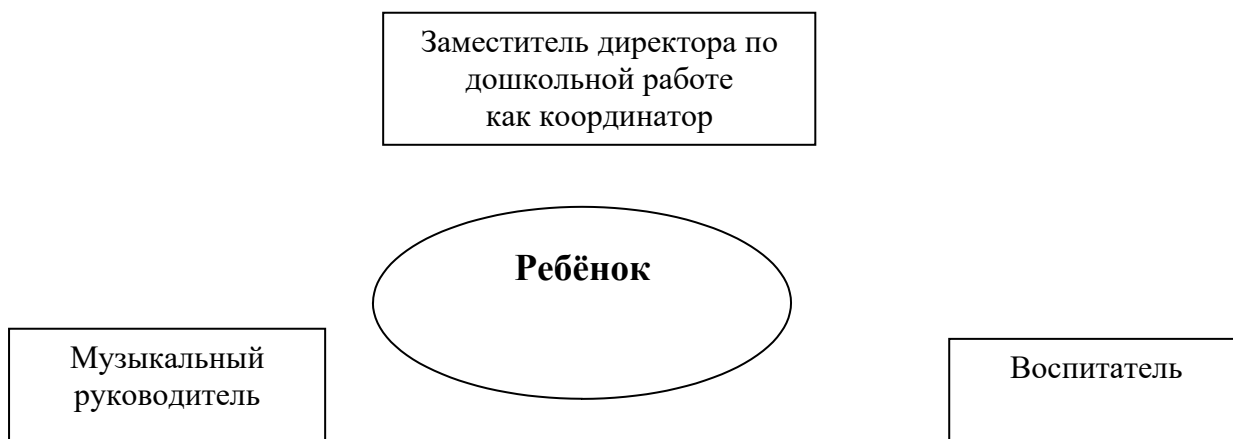 Заместитель директора по
дошкольной работе
как координатор
Ребёнок
Музыкальный
руководитель
Воспитатель